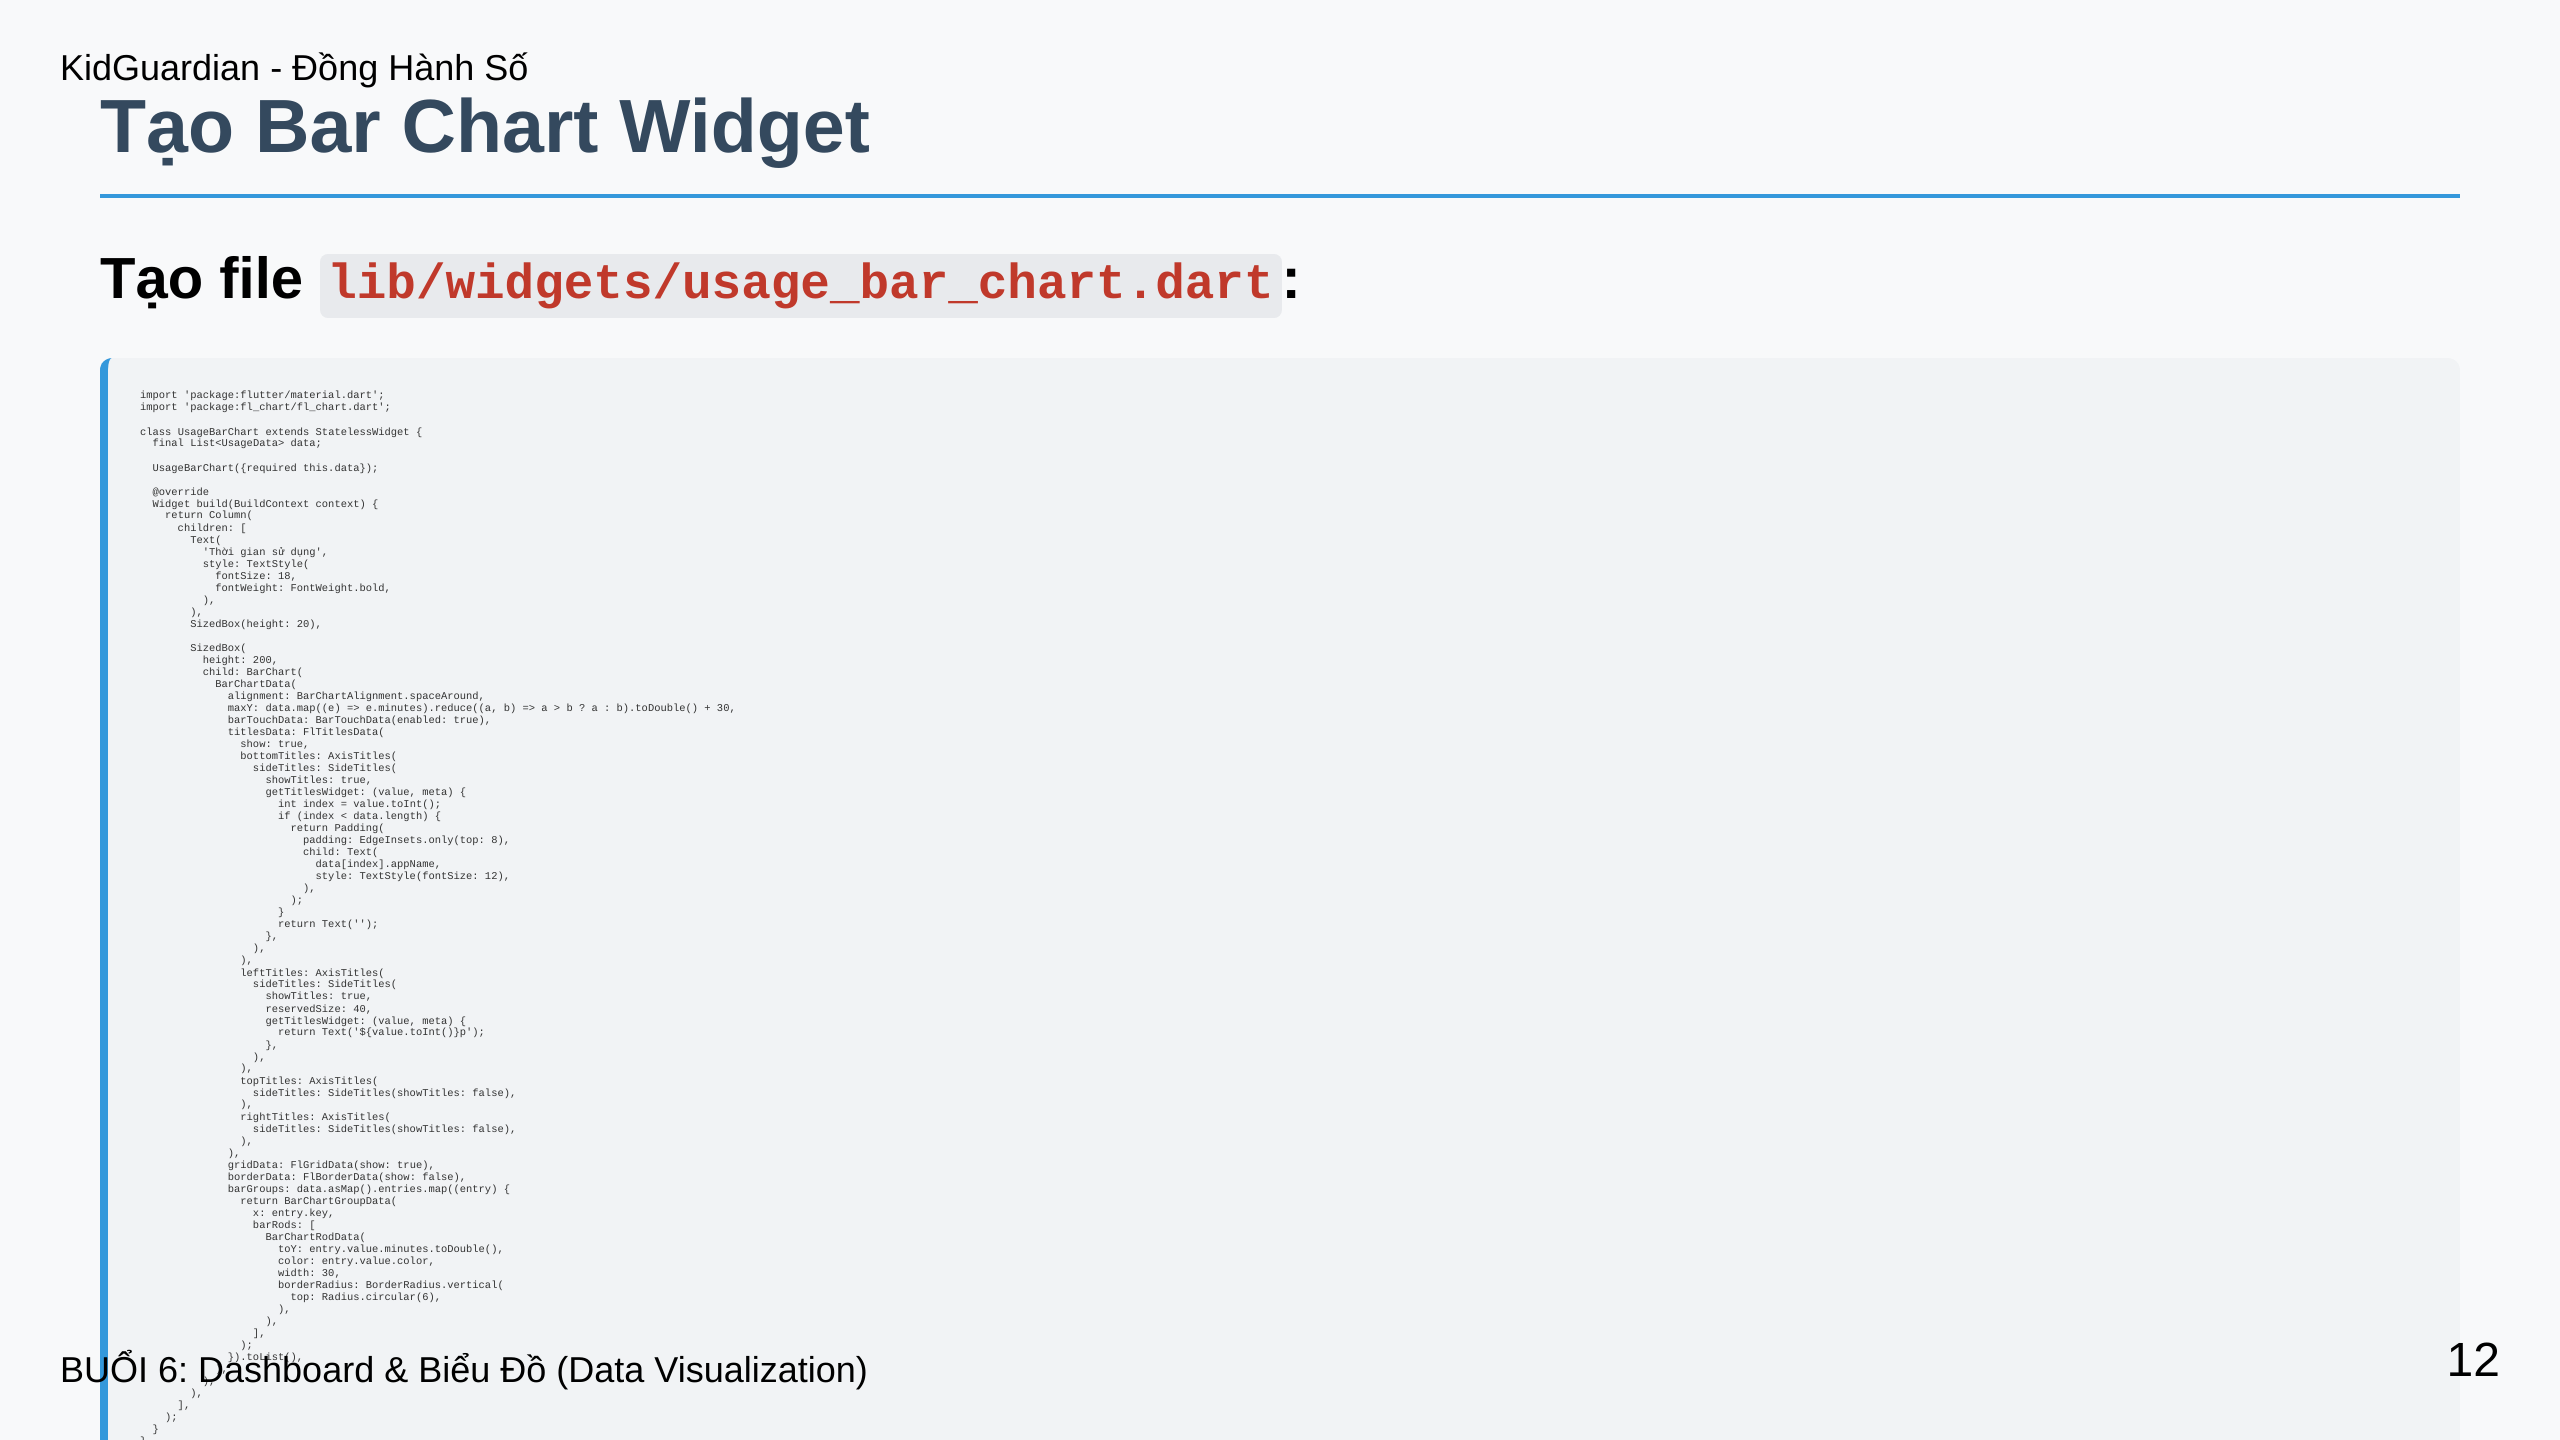 KidGuardian - Đồng Hành Số
Tạo Bar Chart Widget
Tạo file lib/widgets/usage_bar_chart.dart:
import 'package:flutter/material.dart';
import 'package:fl_chart/fl_chart.dart';

class UsageBarChart extends StatelessWidget {
  final List<UsageData> data;

  UsageBarChart({required this.data});

  @override
  Widget build(BuildContext context) {
    return Column(
      children: [
        Text(
          'Thời gian sử dụng',
          style: TextStyle(
            fontSize: 18,
            fontWeight: FontWeight.bold,
          ),
        ),
        SizedBox(height: 20),

        SizedBox(
          height: 200,
          child: BarChart(
            BarChartData(
              alignment: BarChartAlignment.spaceAround,
              maxY: data.map((e) => e.minutes).reduce((a, b) => a > b ? a : b).toDouble() + 30,
              barTouchData: BarTouchData(enabled: true),
              titlesData: FlTitlesData(
                show: true,
                bottomTitles: AxisTitles(
                  sideTitles: SideTitles(
                    showTitles: true,
                    getTitlesWidget: (value, meta) {
                      int index = value.toInt();
                      if (index < data.length) {
                        return Padding(
                          padding: EdgeInsets.only(top: 8),
                          child: Text(
                            data[index].appName,
                            style: TextStyle(fontSize: 12),
                          ),
                        );
                      }
                      return Text('');
                    },
                  ),
                ),
                leftTitles: AxisTitles(
                  sideTitles: SideTitles(
                    showTitles: true,
                    reservedSize: 40,
                    getTitlesWidget: (value, meta) {
                      return Text('${value.toInt()}p');
                    },
                  ),
                ),
                topTitles: AxisTitles(
                  sideTitles: SideTitles(showTitles: false),
                ),
                rightTitles: AxisTitles(
                  sideTitles: SideTitles(showTitles: false),
                ),
              ),
              gridData: FlGridData(show: true),
              borderData: FlBorderData(show: false),
              barGroups: data.asMap().entries.map((entry) {
                return BarChartGroupData(
                  x: entry.key,
                  barRods: [
                    BarChartRodData(
                      toY: entry.value.minutes.toDouble(),
                      color: entry.value.color,
                      width: 30,
                      borderRadius: BorderRadius.vertical(
                        top: Radius.circular(6),
                      ),
                    ),
                  ],
                );
              }).toList(),
        ),
      ],
    );
  }
BUỔI 6: Dashboard & Biểu Đồ (Data Visualization)
12